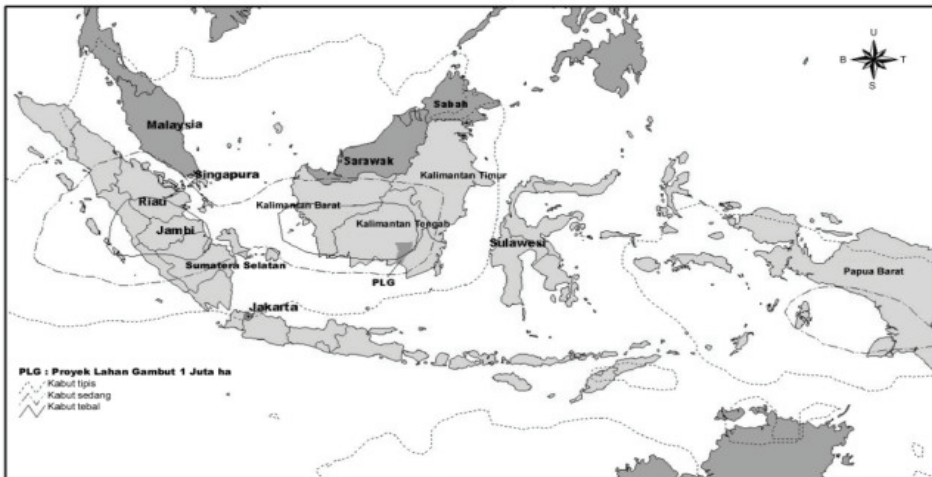 U
B T
S
Sabah
Malaysia
Sarawak
Singapura
Kalimantan Timur
Riau
Kalimantan Barat
Jambi
Kalimantan Tengah
Sulawesi
Sumatera Selatan
Papua Barat
PLG
Jakarta
PLG : Proyek Lahan Gambut 1 Juta ha
Kabut tipis
Kabut sedang
Kabut tebal